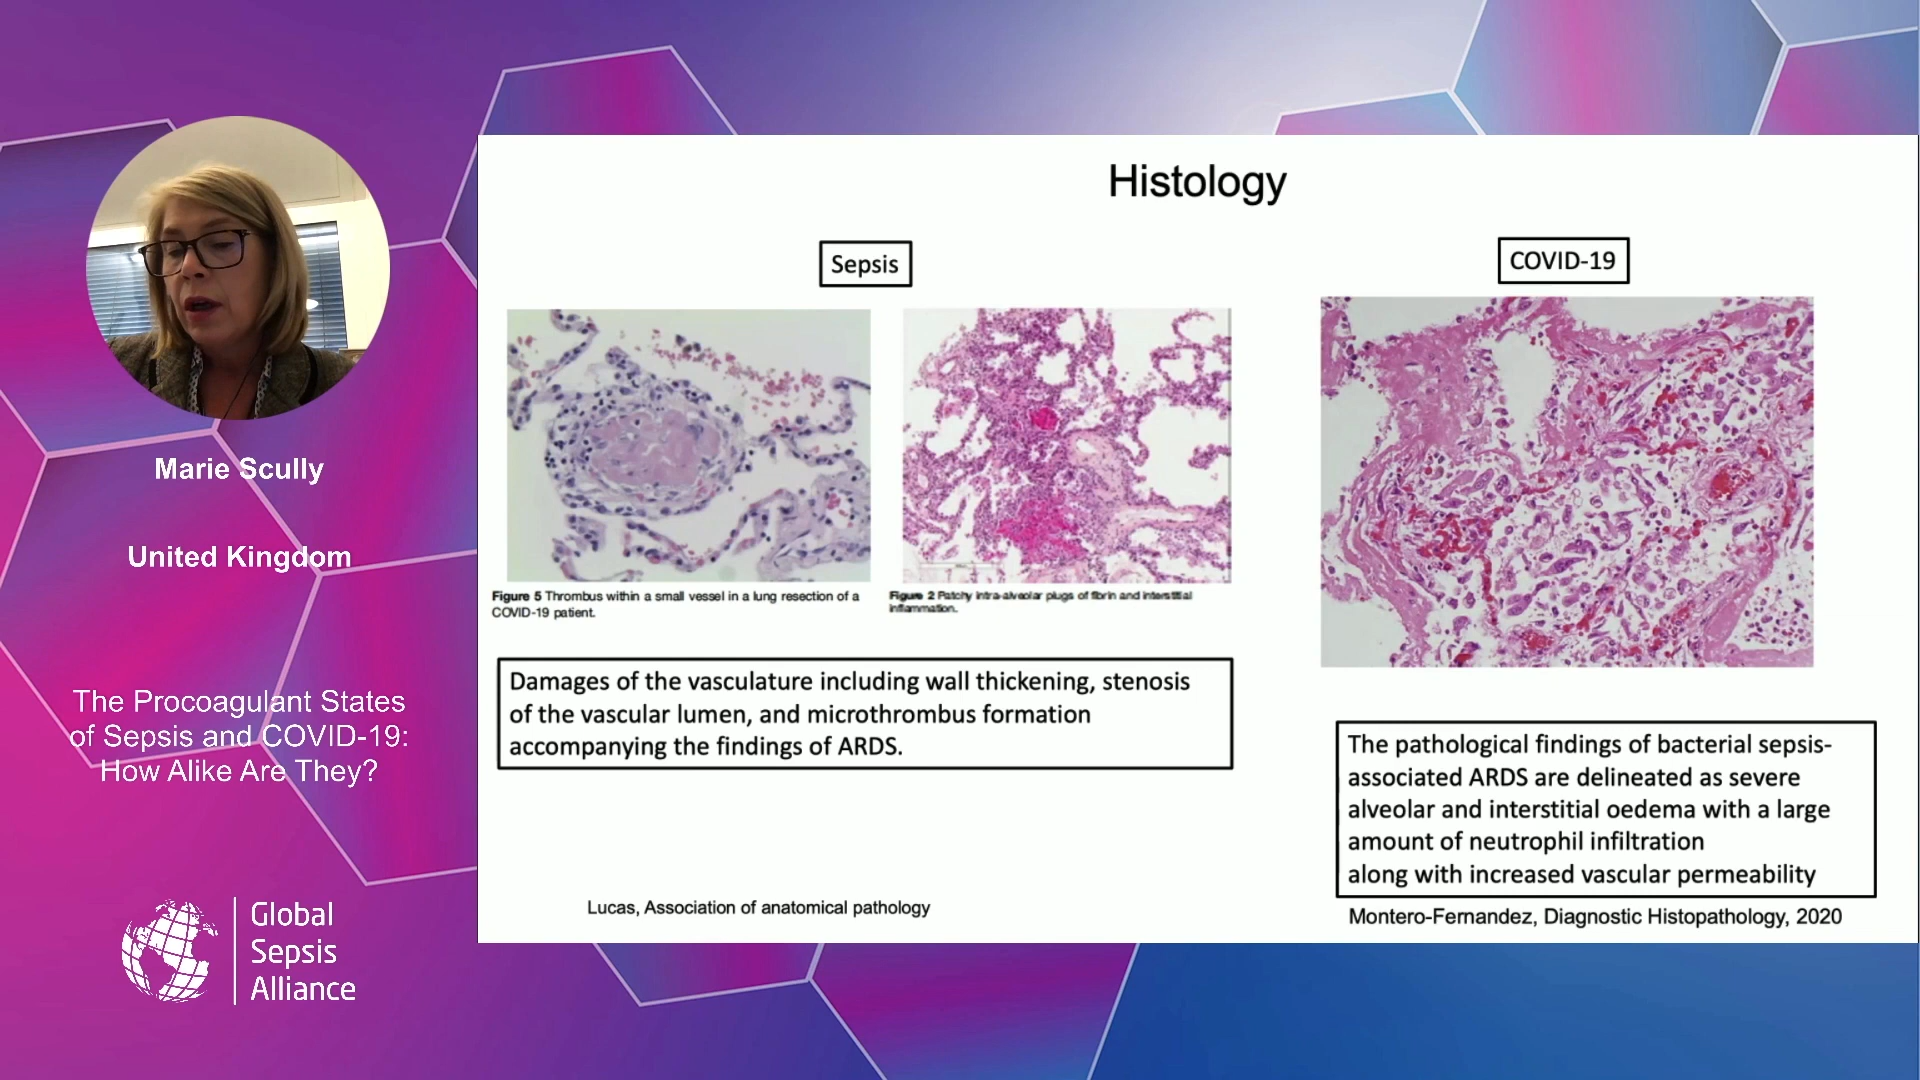 Marie Scully
United Kingdom
The Procoagulant States
of Sepsis and COVID-19:
How Alike Are They?
Global
Sepsis
Alliance
Histology
Sepsis
Figure 5 Thrombus within a small vessel in a lung resection of a
COVID-19 patient.
Figure 2 Patchy intra-alveolar plugs of fibrin and interstitial
inflammation.
Damages of the vasculature including wall thickening, stenosis
of the vascular lumen, and microthrombus formation
accompanying the findings of ARDS.
Lucas, Association of anatomical pathology
COVID-19
The pathological findings of bacterial sepsis-
associated ARDS are delineated as severe
alveolar and interstitial oedema with a large
amount of neutrophil infiltration
along with increased vascular permeability
Montero-Fernandez, Diagnostic Histopathology, 2020